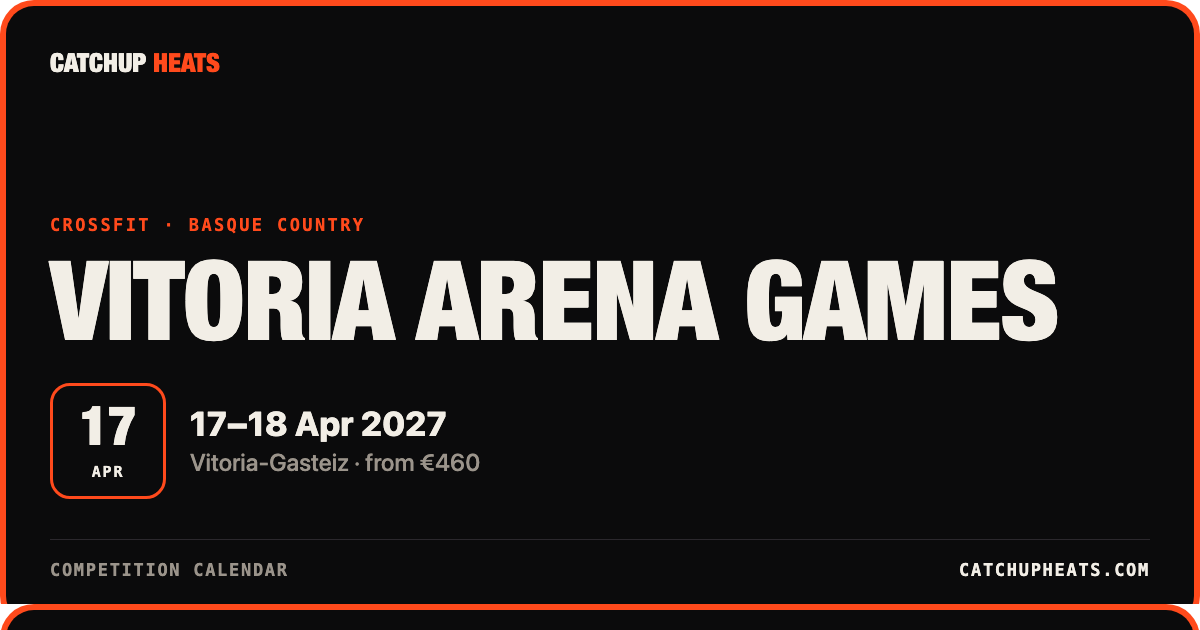 CATCHUP HEATS
CROSSFIT · BASQUE COUNTRY
VITORIA ARENA GAMES
17
APR
17–18 Apr 2027
Vitoria-Gasteiz · from €460
COMPETITION CALENDAR
CATCHUPHEATS.COM